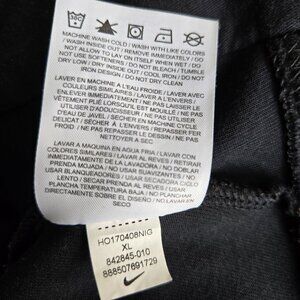 30°C
MACHINE WASH COLD / WASH WITH LIKE COLORS
/ WASH INSIDE OUT / REMOVE IMMEDIATELY / DO
NOT ALLOW TO LAY ON ITSELF WHEN WET / DO
NOT USE SOFTENERS / DO NOT BLEACH / TUMBLE
DRY LOW / DRY INSIDE OUT / COOL IRON / DO NOT
IRON DESIGN / DO NOT DRY CLEAN
LAVER EN MACHINE A L'EAU FROIDE / LAVER AVEC
COULEURS SIMILAIRES / LAVER A L'ENVERS /
ENLEVER IMMÉDIATEMENT / NE PAS LAISSER LE
VÊTEMENT PLIÉ LORSQU'IL EST MOUILLÉ / NE PAS
UTILISER D'ADOUCISSANT / NE PAS UTILISER
D'EAU DE JAVEL / SÉCHER EN MACHINE CYCLE
DÉLICAT / SÉCHER À L'ENVERS / REPASSER FER
FROID / NE PAS REPASSER LE DESSIN / NE PAS
NETTOYER A SEC
LAVAR A MAQUINA EN AGUA FRIA / LAVAR CON
COLORES SIMILARES / LAVAR AL REVES / RETIRAR
INMEDIATAMENTE DE LA LAVADORA / NO DOBLAR
CUANDO MOJADA / NO USAR SUAVIZANTES / NO
USAR BLANQUEADORES / USAR SECADORA CICLO
LENTO / SECAR PRENDA AL REVES / USAR
PLANCHA TEMPERATURA BAJA / NO PLANCHAR
DIRECTAMENTE SOBRE EL DISEÑO / NO LAVAR EN
SECO
HO170408NIG
XL
842845-010
888507691729